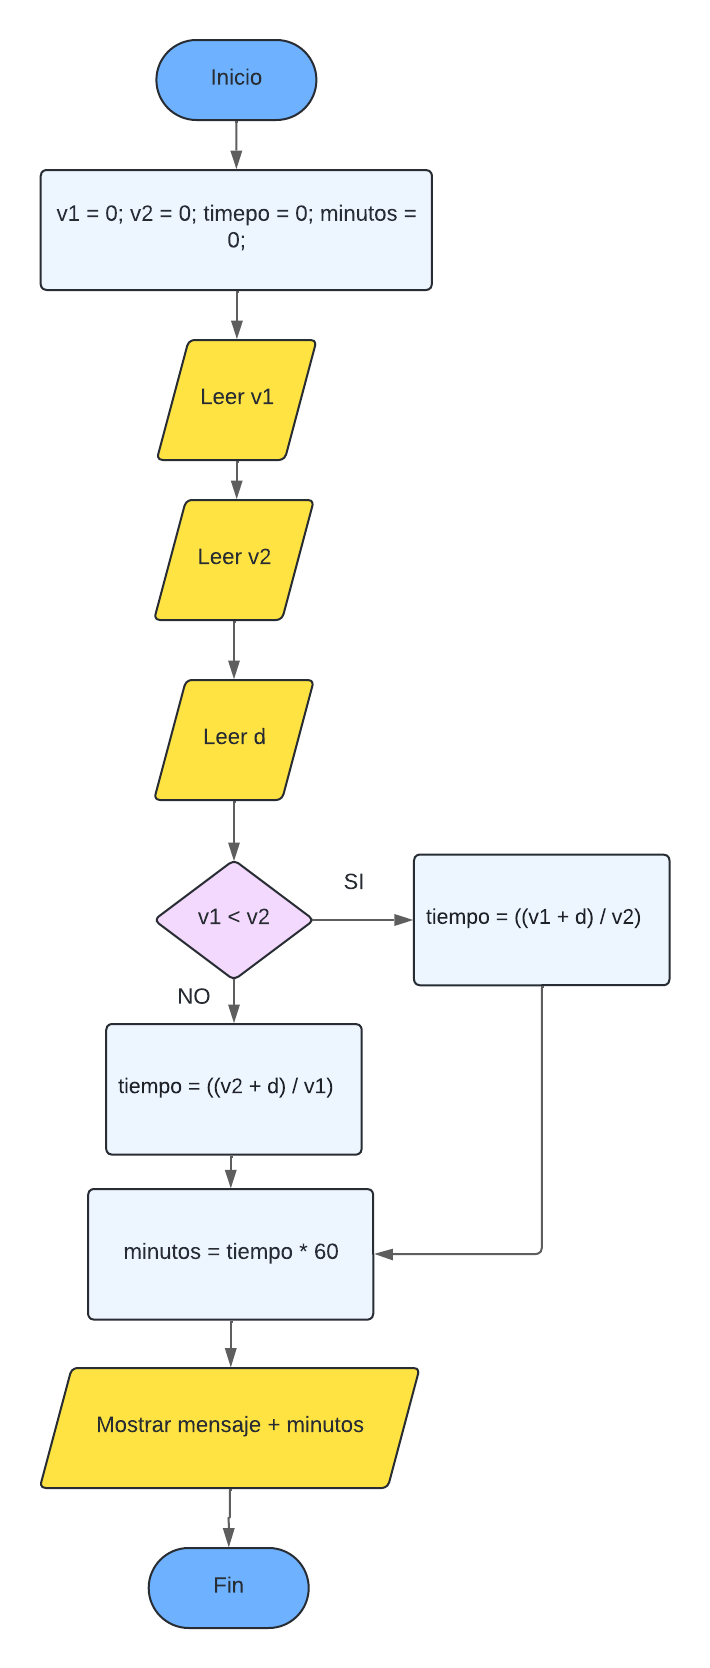 Inicio
v1 = 0; v2 = 0; timepo = 0; minutos =
0;
Leer v1
Leer v2
Leer d
v1 < v2
SI
tiempo = ((v1 + d) / v2)
NO
tiempo = ((v2 + d) / v1)
minutos = tiempo * 60
Mostrar mensaje + minutos
Fin